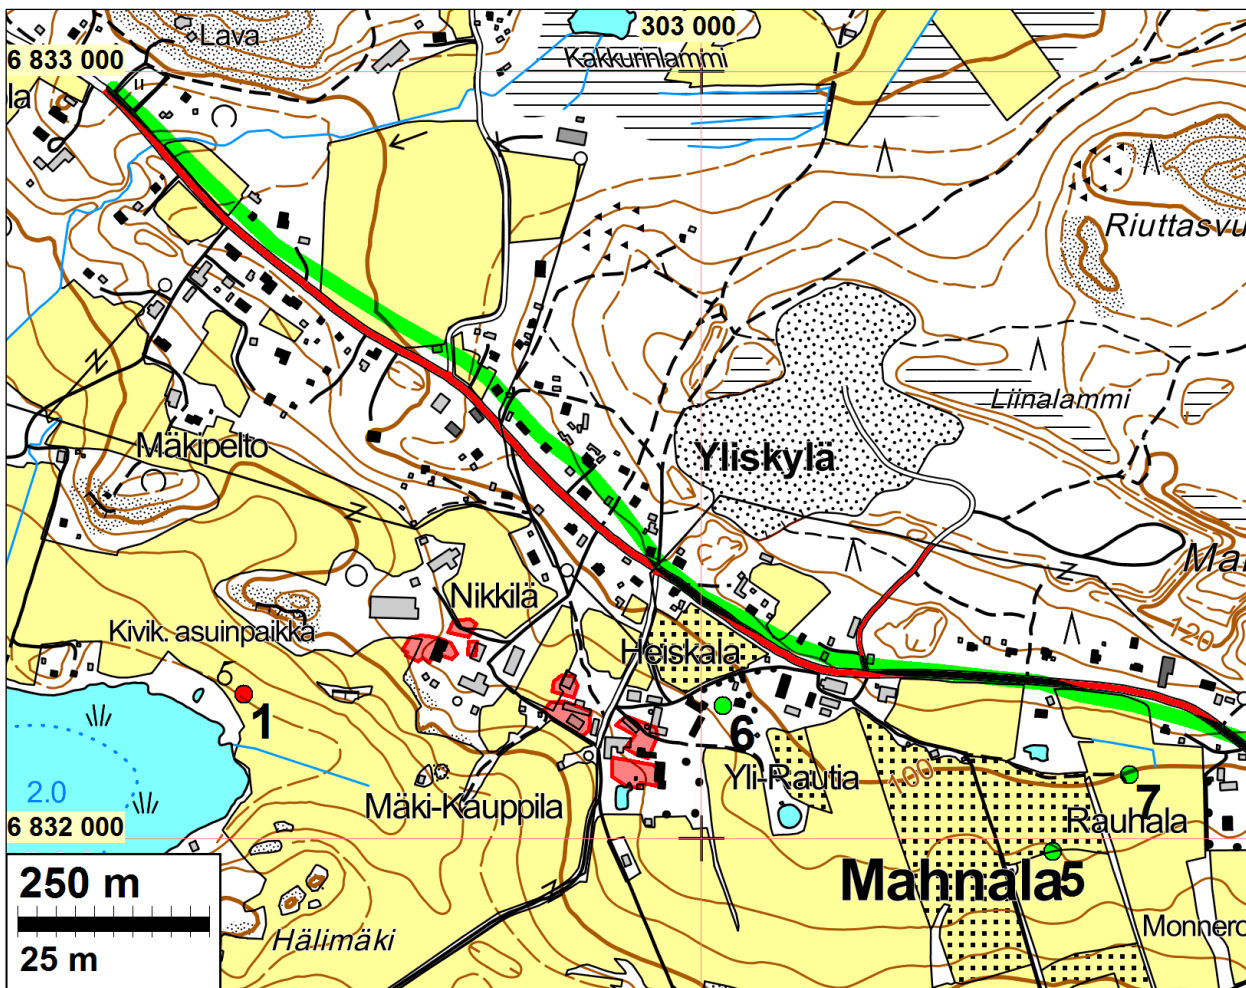 Lava
303 000
6 833 000
Kakkurinlammi
la
Riuttasvu
Liinalammi
Yliskylä
Mäkipelto
Mai
Nikkilä
Kivik. asuinpaikka
Heiskala
120
1
6
Yli-Rautia
100
7
2.0
Mäki-Kauppila
Rauhala
6 832 000
Mahnala
5
250 m
Hälimäki
Monnero
25 m